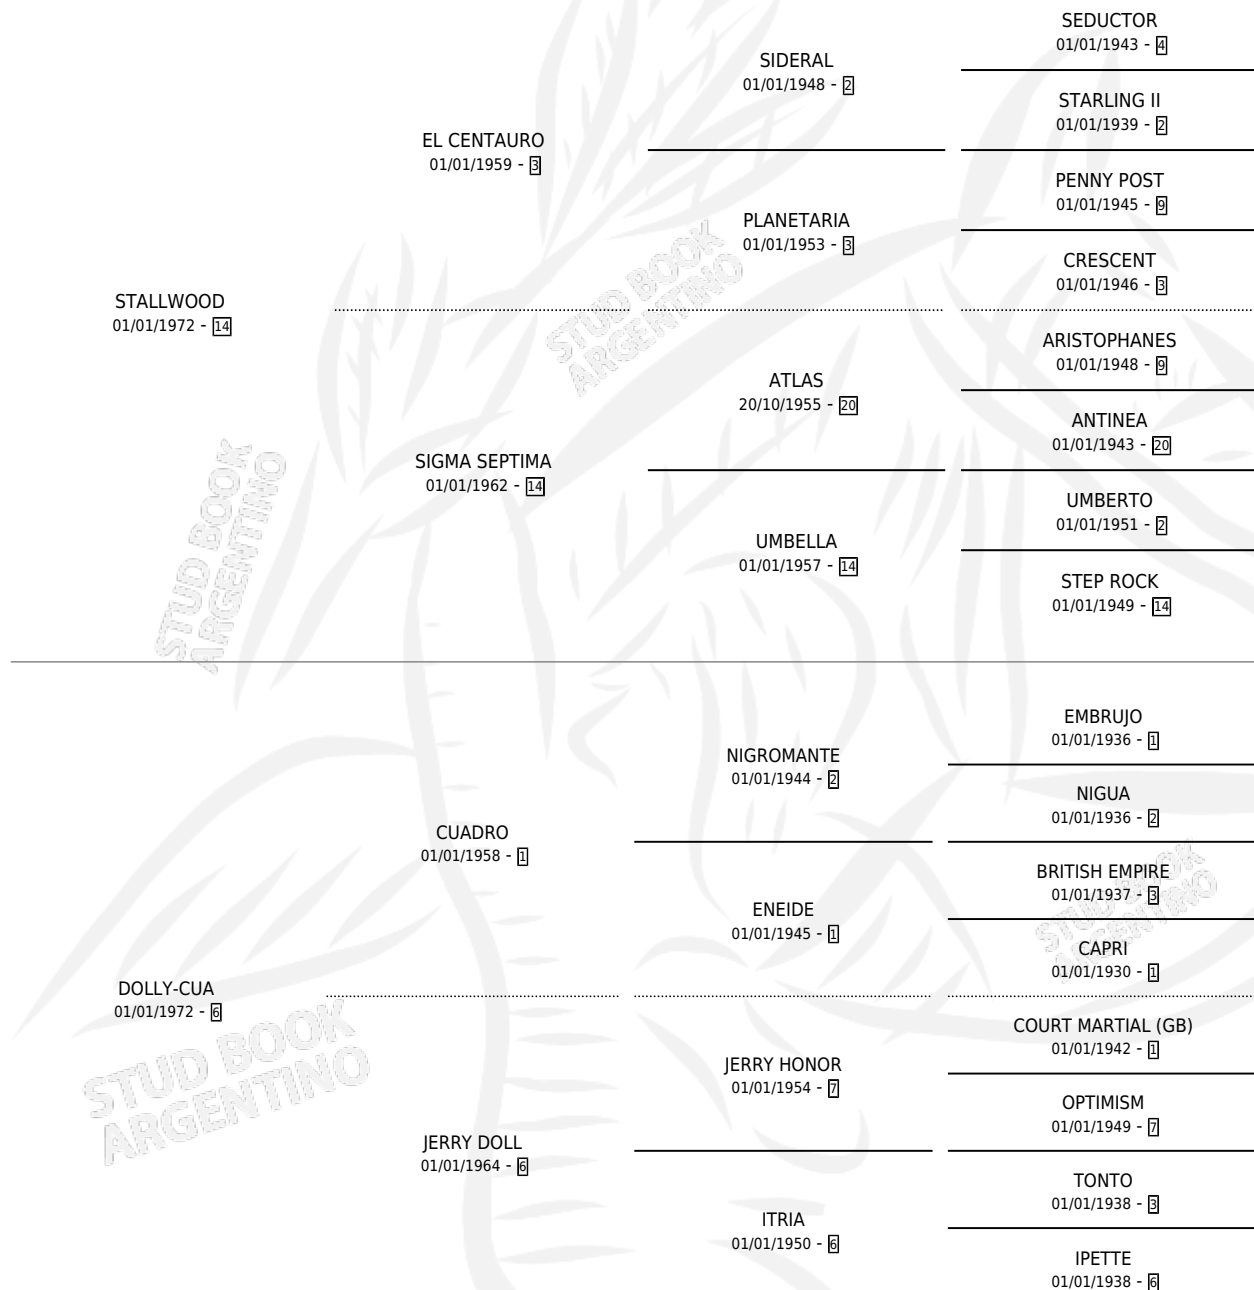 SEDUCTOR
01/01/1943 - 4
SIDERAL
01/01/1948 - 2
STARLING II
01/01/1939 - 2
EL CENTAURO
01/01/1959 - 3
PENNY POST
01/01/1945 - 9
PLANETARIA
01/01/1953 - 3
CRESCENT
01/01/1946 - 3
STALLWOOD
01/01/1972 - 14
ARISTOPHANES
01/01/1948 - 9
ATLAS
20/10/1955 - 20
ANTINEA
01/01/1943 - 20
SIGMA SEPTIMA
01/01/1962 - 14
UMBERTO
01/01/1951 - 2
UMBELLA
01/01/1957 - 14
STEP ROCK
01/01/1949 - 14
EMBRUJO
01/01/1936 - 1
NIGROMANTE
01/01/1944 - 2
NIGUA
01/01/1936 - 2
CUADRO
01/01/1958 - 1
BRITISH EMPIRE
01/01/1937 - 3
ENEIDE
01/01/1945 - 1
CAPRI
01/01/1930 - 1
DOLLY-CUA
01/01/1972 - 6
COURT MARTIAL (GB)
01/01/1942 - 1
JERRY HONOR
01/01/1954 - 7
OPTIMISM
01/01/1949 - 7
JERRY DOLL
01/01/1964 - 6
TONTO
01/01/1938 - 3
ITRIA
01/01/1950 - 6
IPETTE
01/01/1938 - 6
STUD BOOK
ARGENTINO
STUD BOOK
ARGENTINO
STUD BOOK
ARGENTINO
STUD BOOK
ARGENTINO